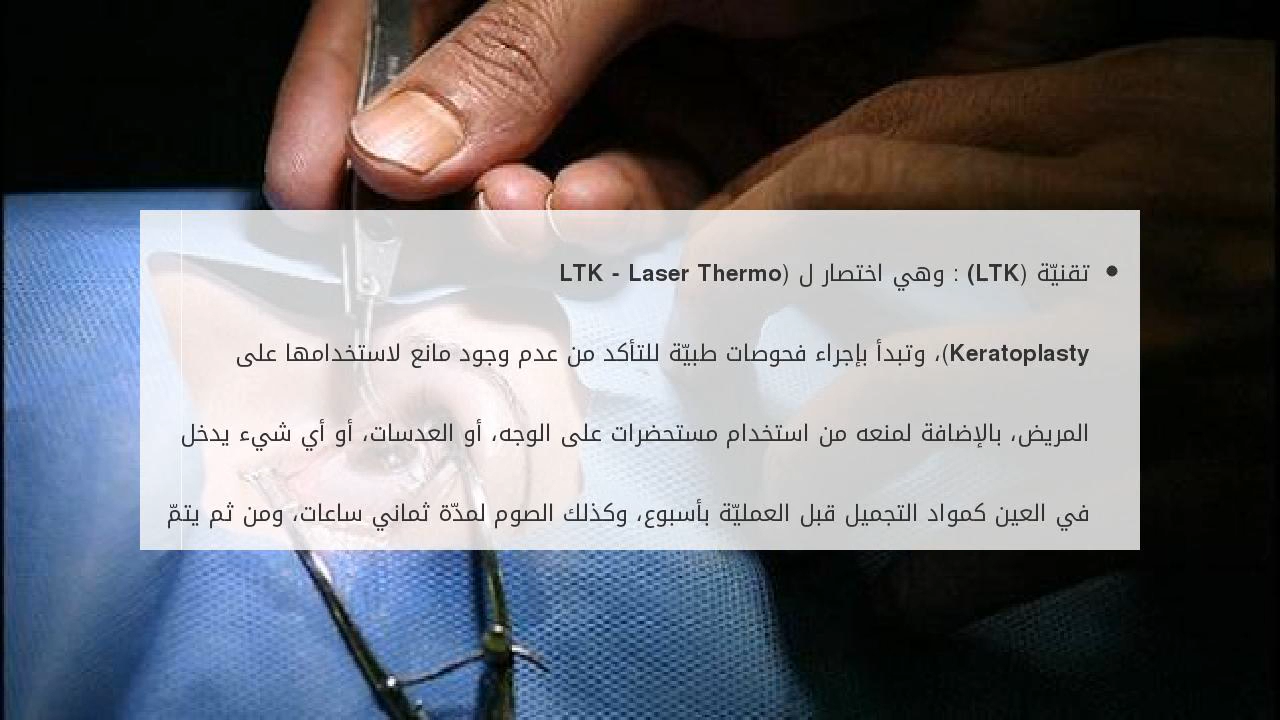 • تقنيّة (LTK) : وهي اختصار ل (LTK - Laser Thermo
Keratoplasty)، وتبدأ بإجراء فحوصات طبيّة للتأكد من عدم وجود مانع لاستخدامها على
المريض، بالإضافة لمنعه من استخدام مستحضرات على الوجه، أو العدسات، أو أي شيء يدخل
في العين كمواد التجميل قبل العمليّة بأسبوع، وكذلك الصوم لمدّة ثماني ساعات، ومن ثم يتمّ